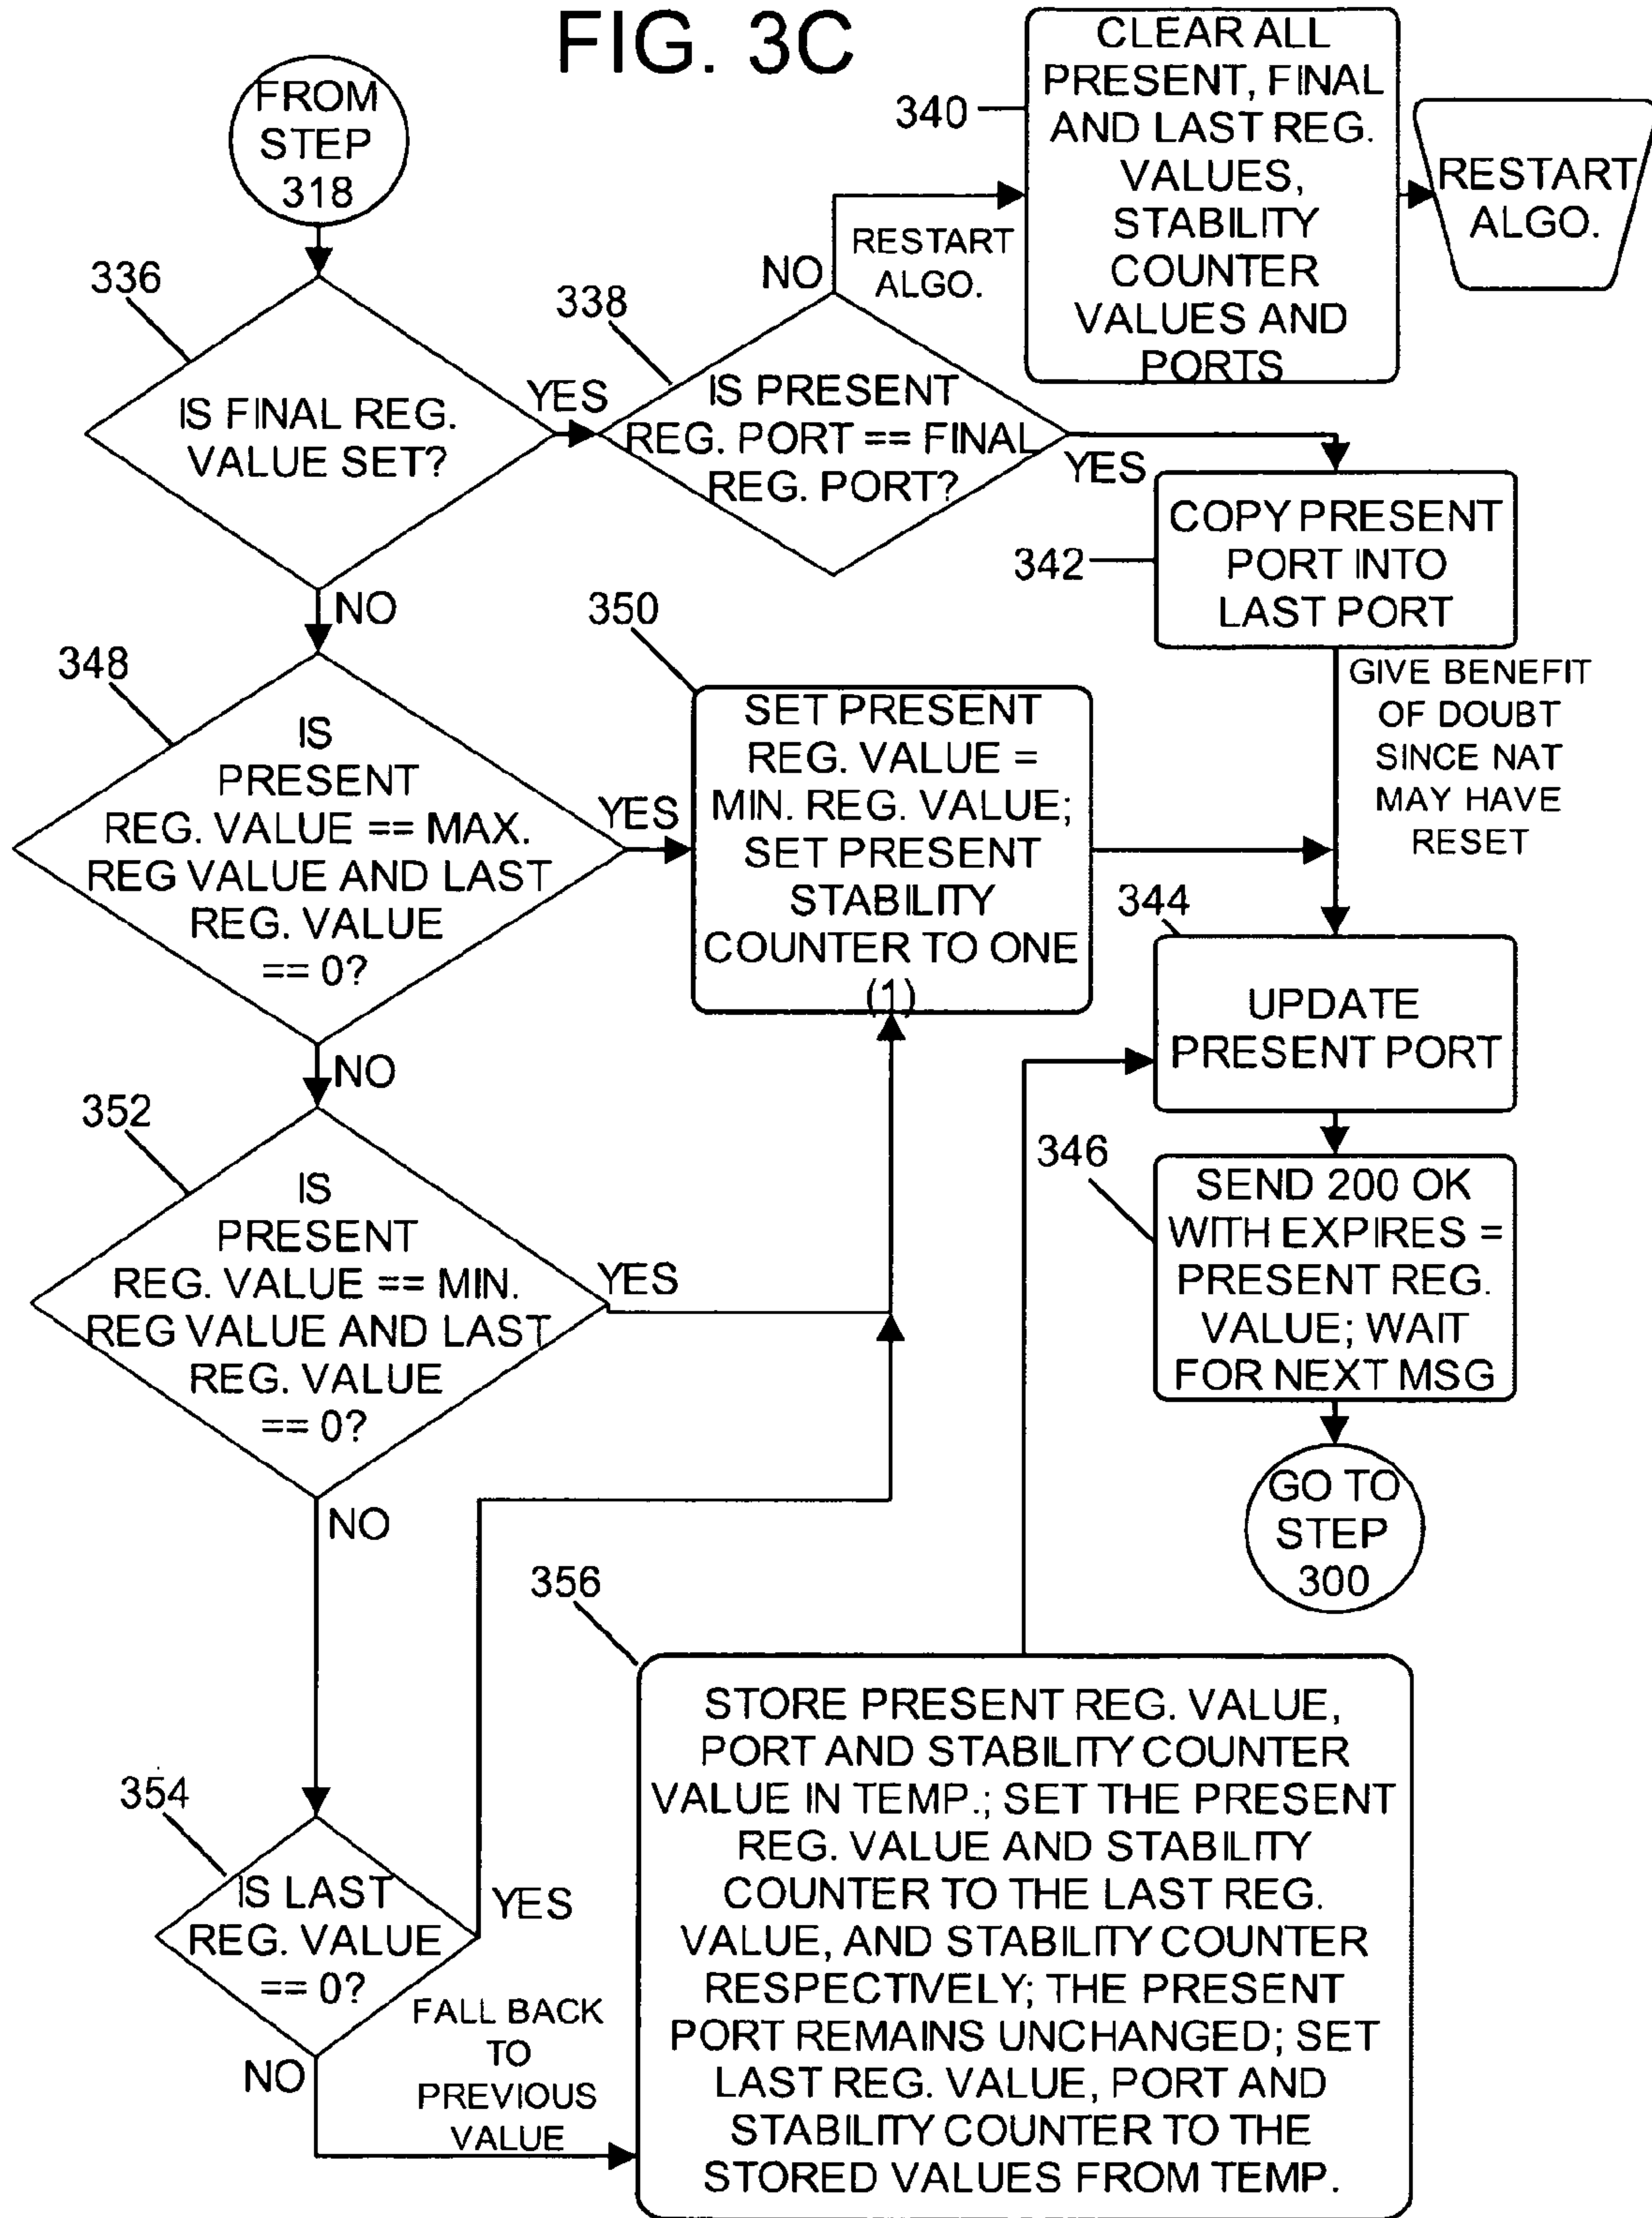 FIG. 3C
FROM
STEP
318
336
IS FINAL REG.
VALUE SET?
YES
NO
338
IS PRESENT
REG. PORT == FINAL
REG. PORT?
NO
RESTART
ALGO.
YES
340
CLEAR ALL
PRESENT, FINAL
AND LAST REG.
VALUES,
STABILITY
COUNTER
VALUES AND
PORTS
RESTART
ALGO.
342
COPY PRESENT
PORT INTO
LAST PORT
GIVE BENEFIT
OF DOUBT
SINCE NAT
MAY HAVE
RESET
348
IS
PRESENT
REG. VALUE == MAX.
REG VALUE AND LAST
REG. VALUE
== 0?
YES
NO
350
SET PRESENT
REG. VALUE =
MIN. REG. VALUE;
SET PRESENT
STABILITY
COUNTER TO ONE
(1)
344
UPDATE
PRESENT PORT
346
SEND 200 OK
WITH EXPIRES =
PRESENT REG.
VALUE; WAIT
FOR NEXT MSG
GO TO
STEP
300
352
IS
PRESENT
REG. VALUE == MIN.
REG VALUE AND LAST
REG. VALUE
== 0?
YES
NO
354
IS LAST
REG. VALUE
== 0?
YES
NO
FALL BACK
TO
PREVIOUS
VALUE
356
STORE PRESENT REG. VALUE,
PORT AND STABILITY COUNTER
VALUE IN TEMP.; SET THE PRESENT
REG. VALUE AND STABILITY
COUNTER TO THE LAST REG.
VALUE, AND STABILITY COUNTER
RESPECTIVELY; THE PRESENT
PORT REMAINS UNCHANGED; SET
LAST REG. VALUE, PORT AND
STABILITY COUNTER TO THE
STORED VALUES FROM TEMP.